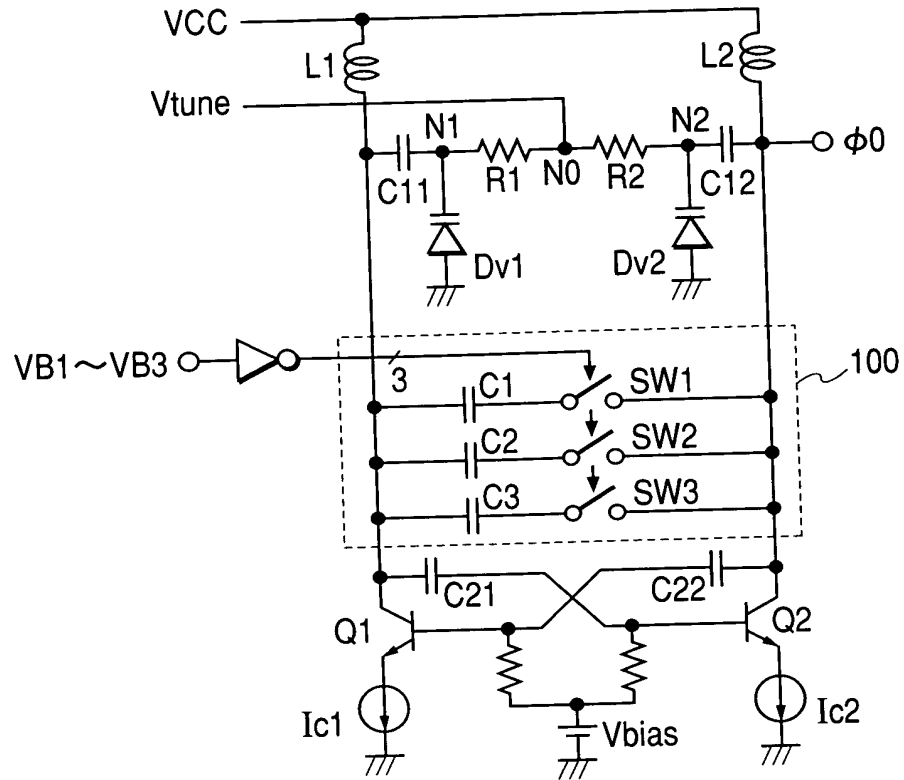 VCC
L1
L2
Vtune
N1
N2
ϕ0
C11
R1
N0
R2
C12
Dv1
Dv2
VB1～VB3
3
100
C1
SW1
C2
SW2
C3
SW3
C21
C22
Q1
Q2
Ic1
Vbias
Ic2